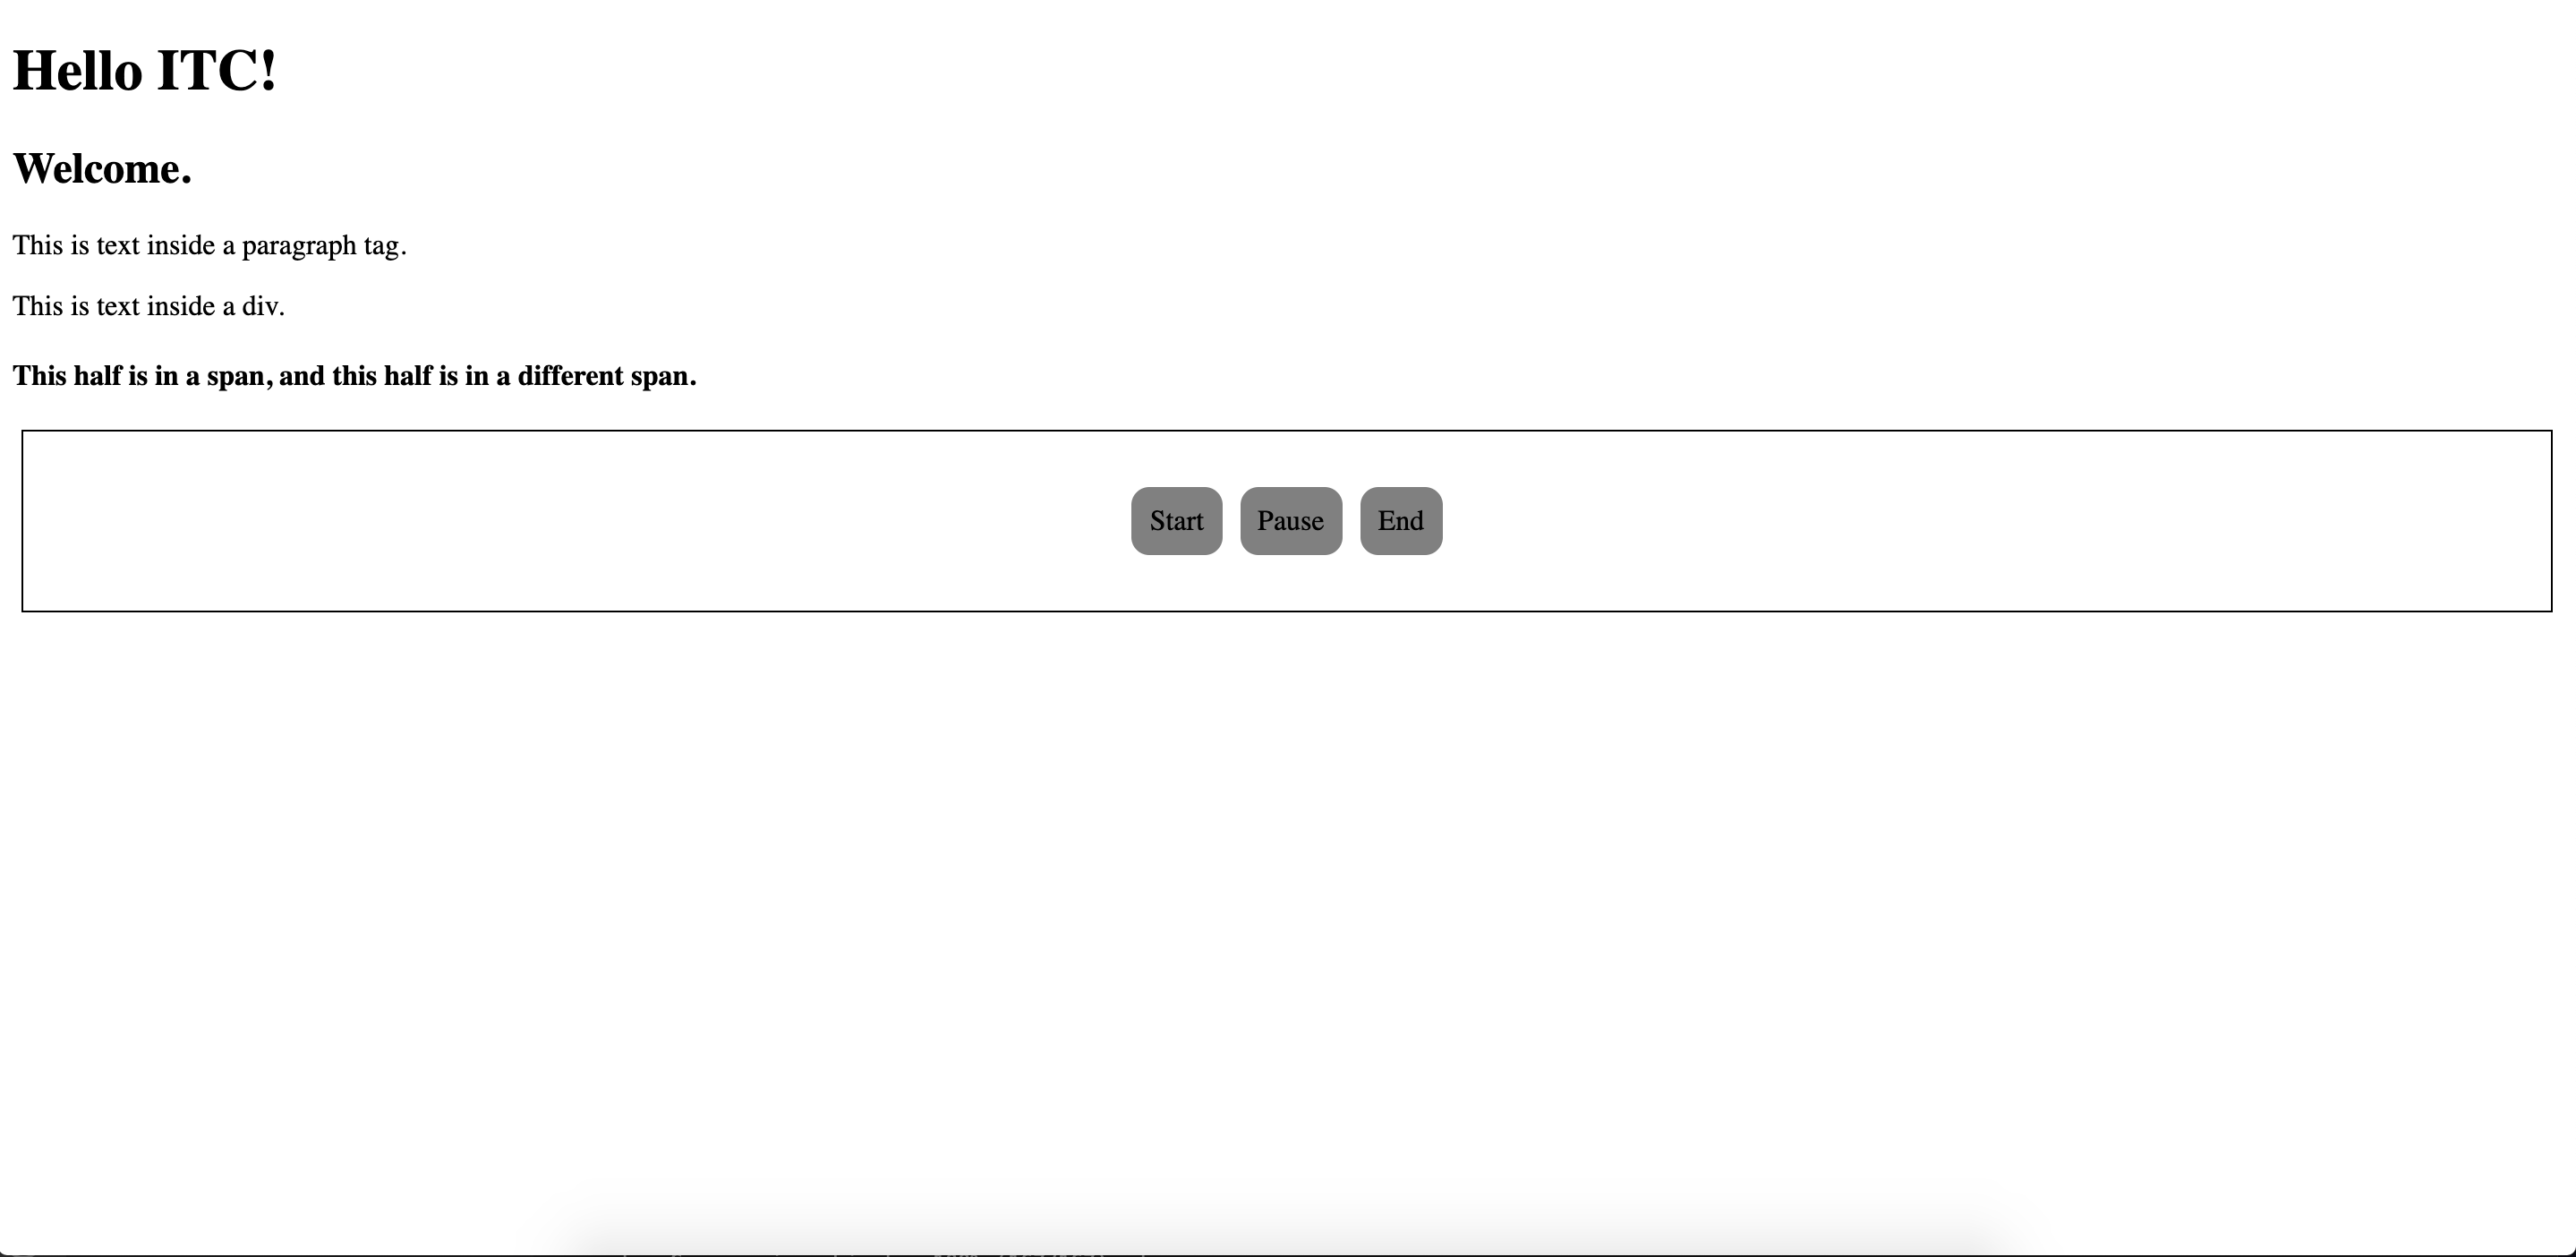 Hello ITC!
Welcome.
This is text inside a paragraph tag.
This is text inside a div.
This half is in a span, and this half is in a different span.
Start Pause End